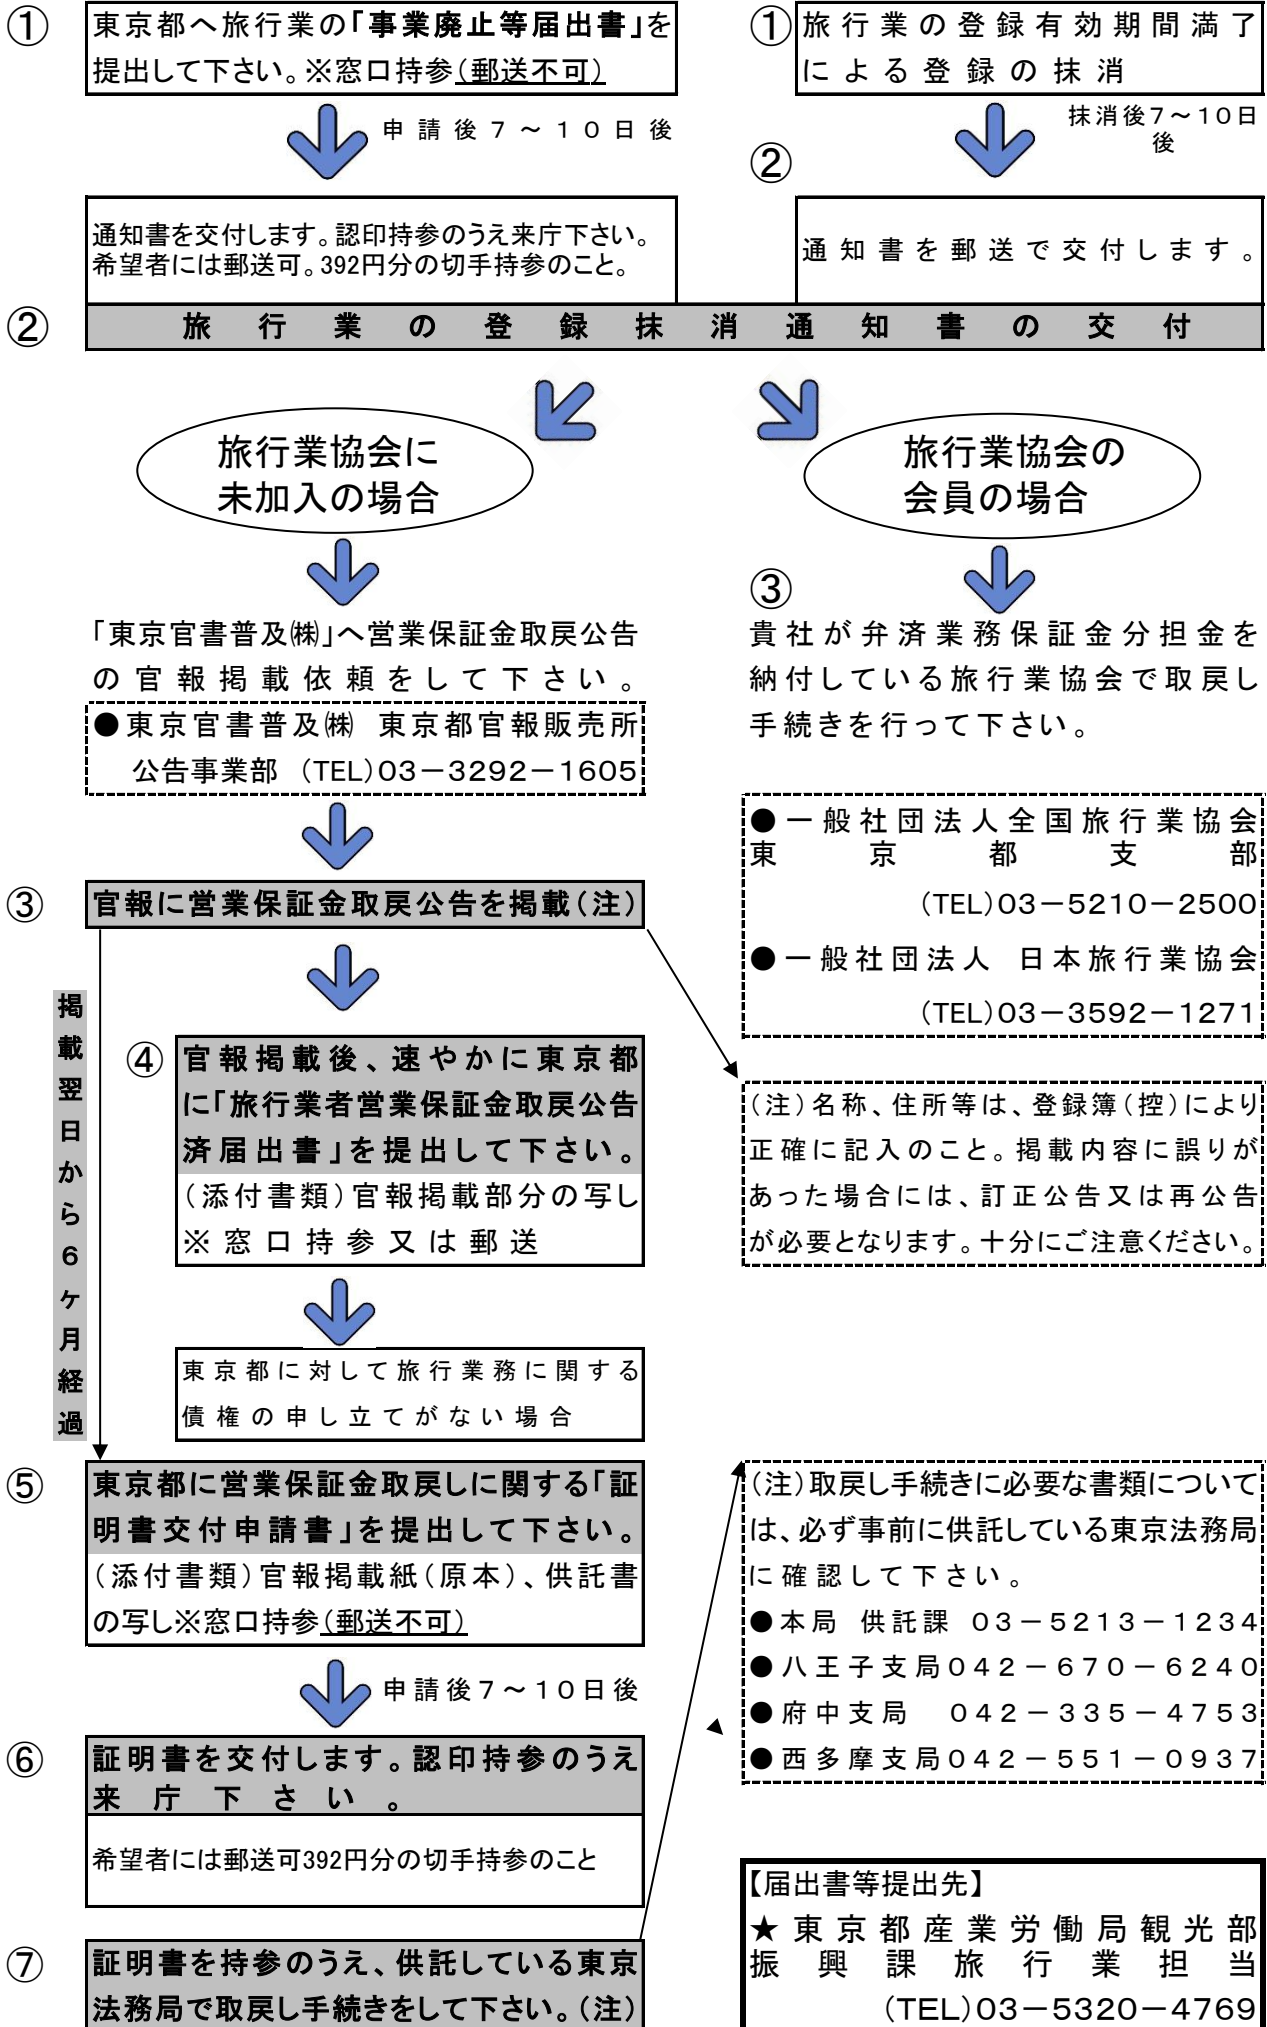 ①
東京都へ旅行業の「事業廃止等届出書」を
提出して下さい。※窓口持参（郵送不可）
申請後７～１０日後
通知書を交付します。認印持参のうえ来庁下さい。
希望者には郵送可。392円分の切手持参のこと。
①
旅行業の登録有効期間満了
による登録の抹消
抹消後7～10日
後
②
通知書を郵送で交付します。
②
旅行業の登録抹消通知書の交付
旅行業協会に
未加入の場合
「東京官書普及㈱」へ営業保証金取戻公告
の官報掲載依頼をして下さい。
●東京官書普及㈱　東京都官報販売所
公告事業部　（TEL）03－3292－1605
③
官報に営業保証金取戻公告を掲載（注）
掲載翌日から６ヶ月経過
④
官報掲載後、速やかに東京都
に「旅行業者営業保証金取戻公告
済届出書」を提出して下さい。
（添付書類）官報掲載部分の写し
※窓口持参又は郵送
東京都に対して旅行業務に関する
債権の申し立てがない場合
⑤
東京都に営業保証金取戻しに関する「証
明書交付申請書」を提出して下さい。
（添付書類）官報掲載紙（原本）、供託書
の写し※窓口持参（郵送不可）
申請後７～１０日後
⑥
証明書を交付します。認印持参のうえ
来庁下さい。
希望者には郵送可392円分の切手持参のこと
⑦
証明書を持参のうえ、供託している東京
法務局で取戻し手続きをして下さい。（注）
旅行業協会の
会員の場合
③
貴社が弁済業務保証金分担金を
納付している旅行業協会で取戻し
手続きを行って下さい。
●一般社団法人全国旅行業協会
東京都支部
（TEL）03－5210－2500
●一般社団法人　日本旅行業協会
（TEL）03－3592－1271
（注）名称、住所等は、登録簿（控）により
正確に記入のこと。掲載内容に誤りが
あった場合には、訂正公告又は再公告
が必要となります。十分にご注意ください。
（注）取戻し手続きに必要な書類について
は、必ず事前に供託している東京法務局
に確認して下さい。
●本局　供託課　０３－５２１３－１２３４
●八王子支局０４２－６７０－６２４０
●府中支局　０４２－３３５－４７５３
●西多摩支局０４２－５５１－０９３７
【届出書等提出先】
★東京都産業労働局観光部
振興課旅行業担当
（TEL）03－5320－4769